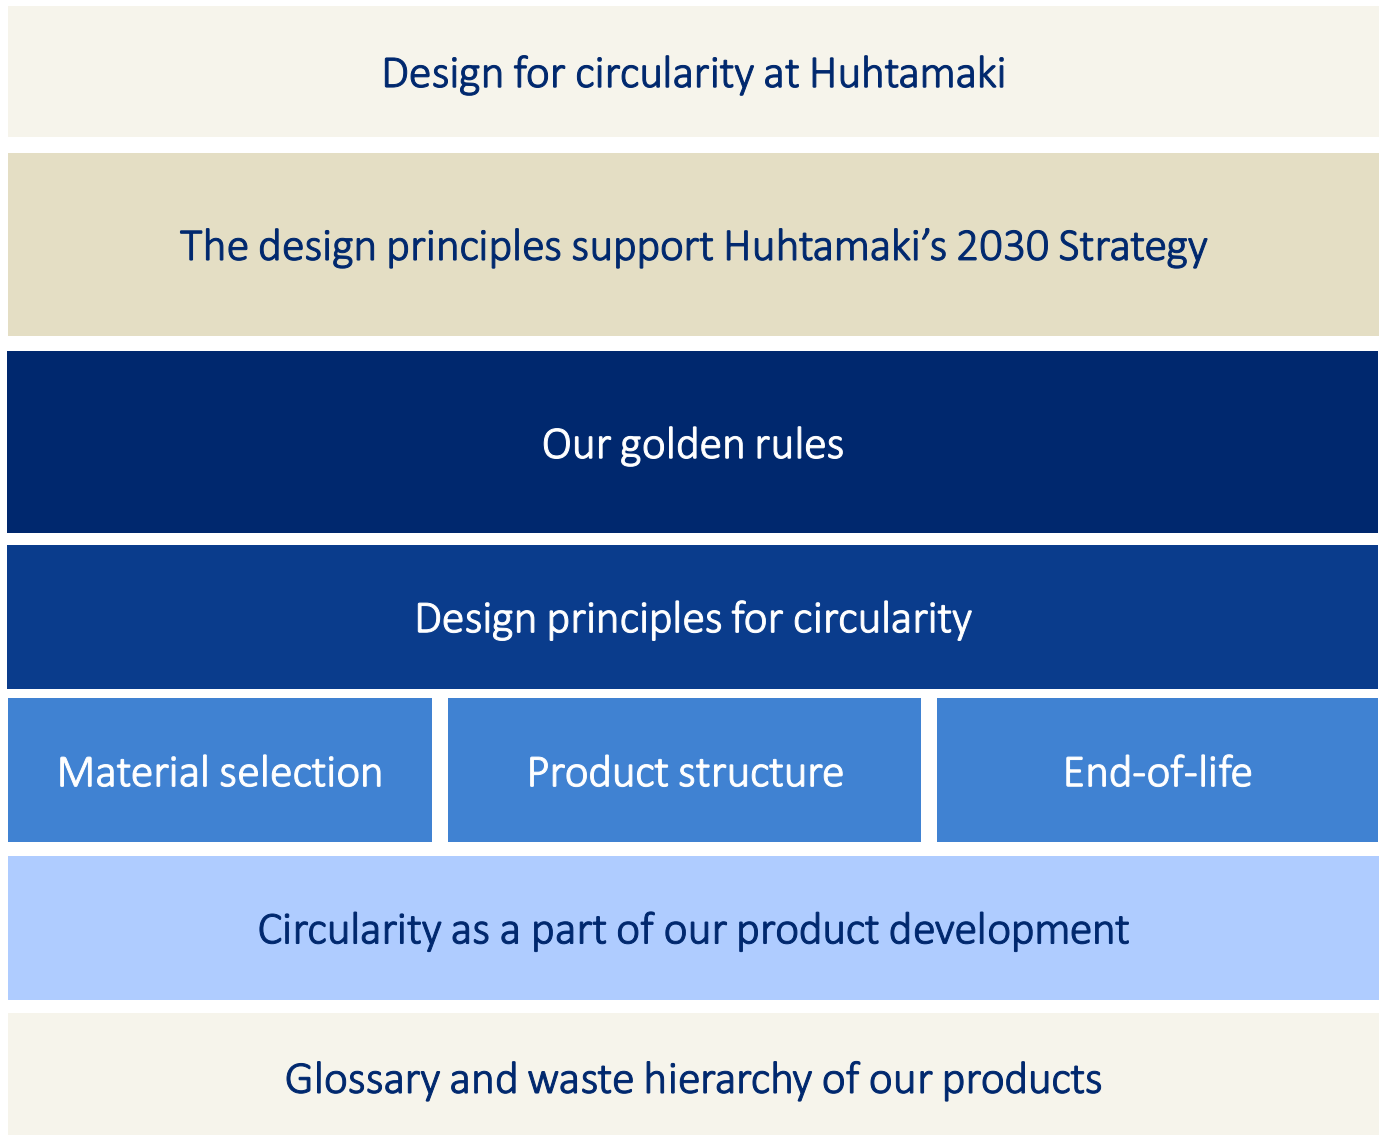 Design for circularity at Huhtamaki
The design principles support Huhtamaki’s 2030 Strategy
Our golden rules
Design principles for circularity
Material selection
Product structure
End-of-life
Circularity as a part of our product development
Glossary and waste hierarchy of our products